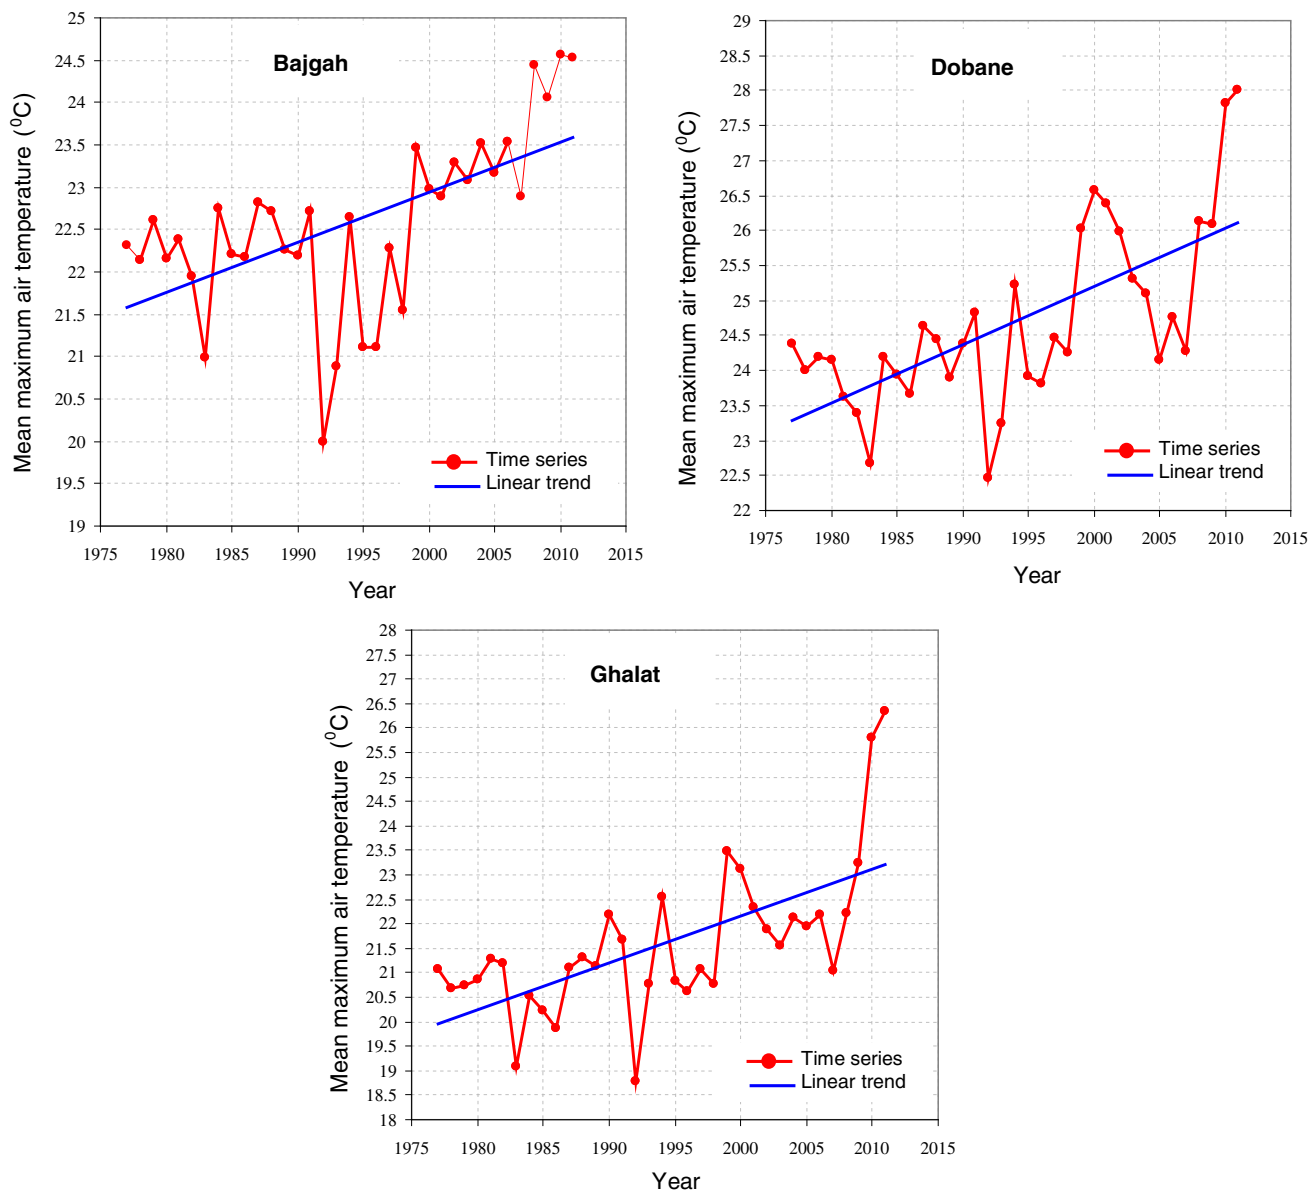 Bajgah
Mean maximum air temperature (⁰C)
25
24.5
24
23.5
23
22.5
22
21.5
21
20.5
20
19.5
19
Time series
Linear trend
1975 1980 1985 1990 1995 2000 2005 2010 2015
Year
Dobane
Mean maximum air temperature (⁰C)
29
28.5
28
27.5
27
26.5
26
25.5
25
24.5
24
23.5
23
22.5
22
Time series
Linear trend
1975 1980 1985 1990 1995 2000 2005 2010 2015
Year
Ghalat
Mean maximum air temperature (⁰C)
28
27.5
27
26.5
26
25.5
25
24.5
24
23.5
23
22.5
22
21.5
21
20.5
20
19.5
19
18.5
18
Time series
Linear trend
1975 1980 1985 1990 1995 2000 2005 2010 2015
Year